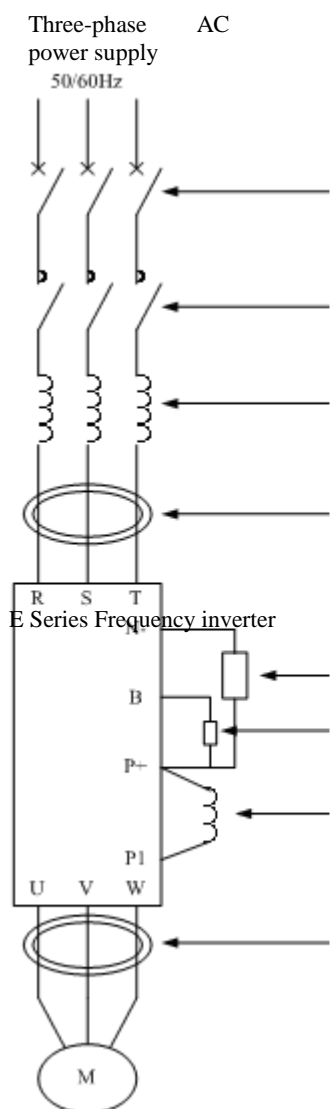 Three-phase AC
power supply
50/60Hz
R S T
E Series Frequency inverter
N-
B
P+
P1
U V W
M